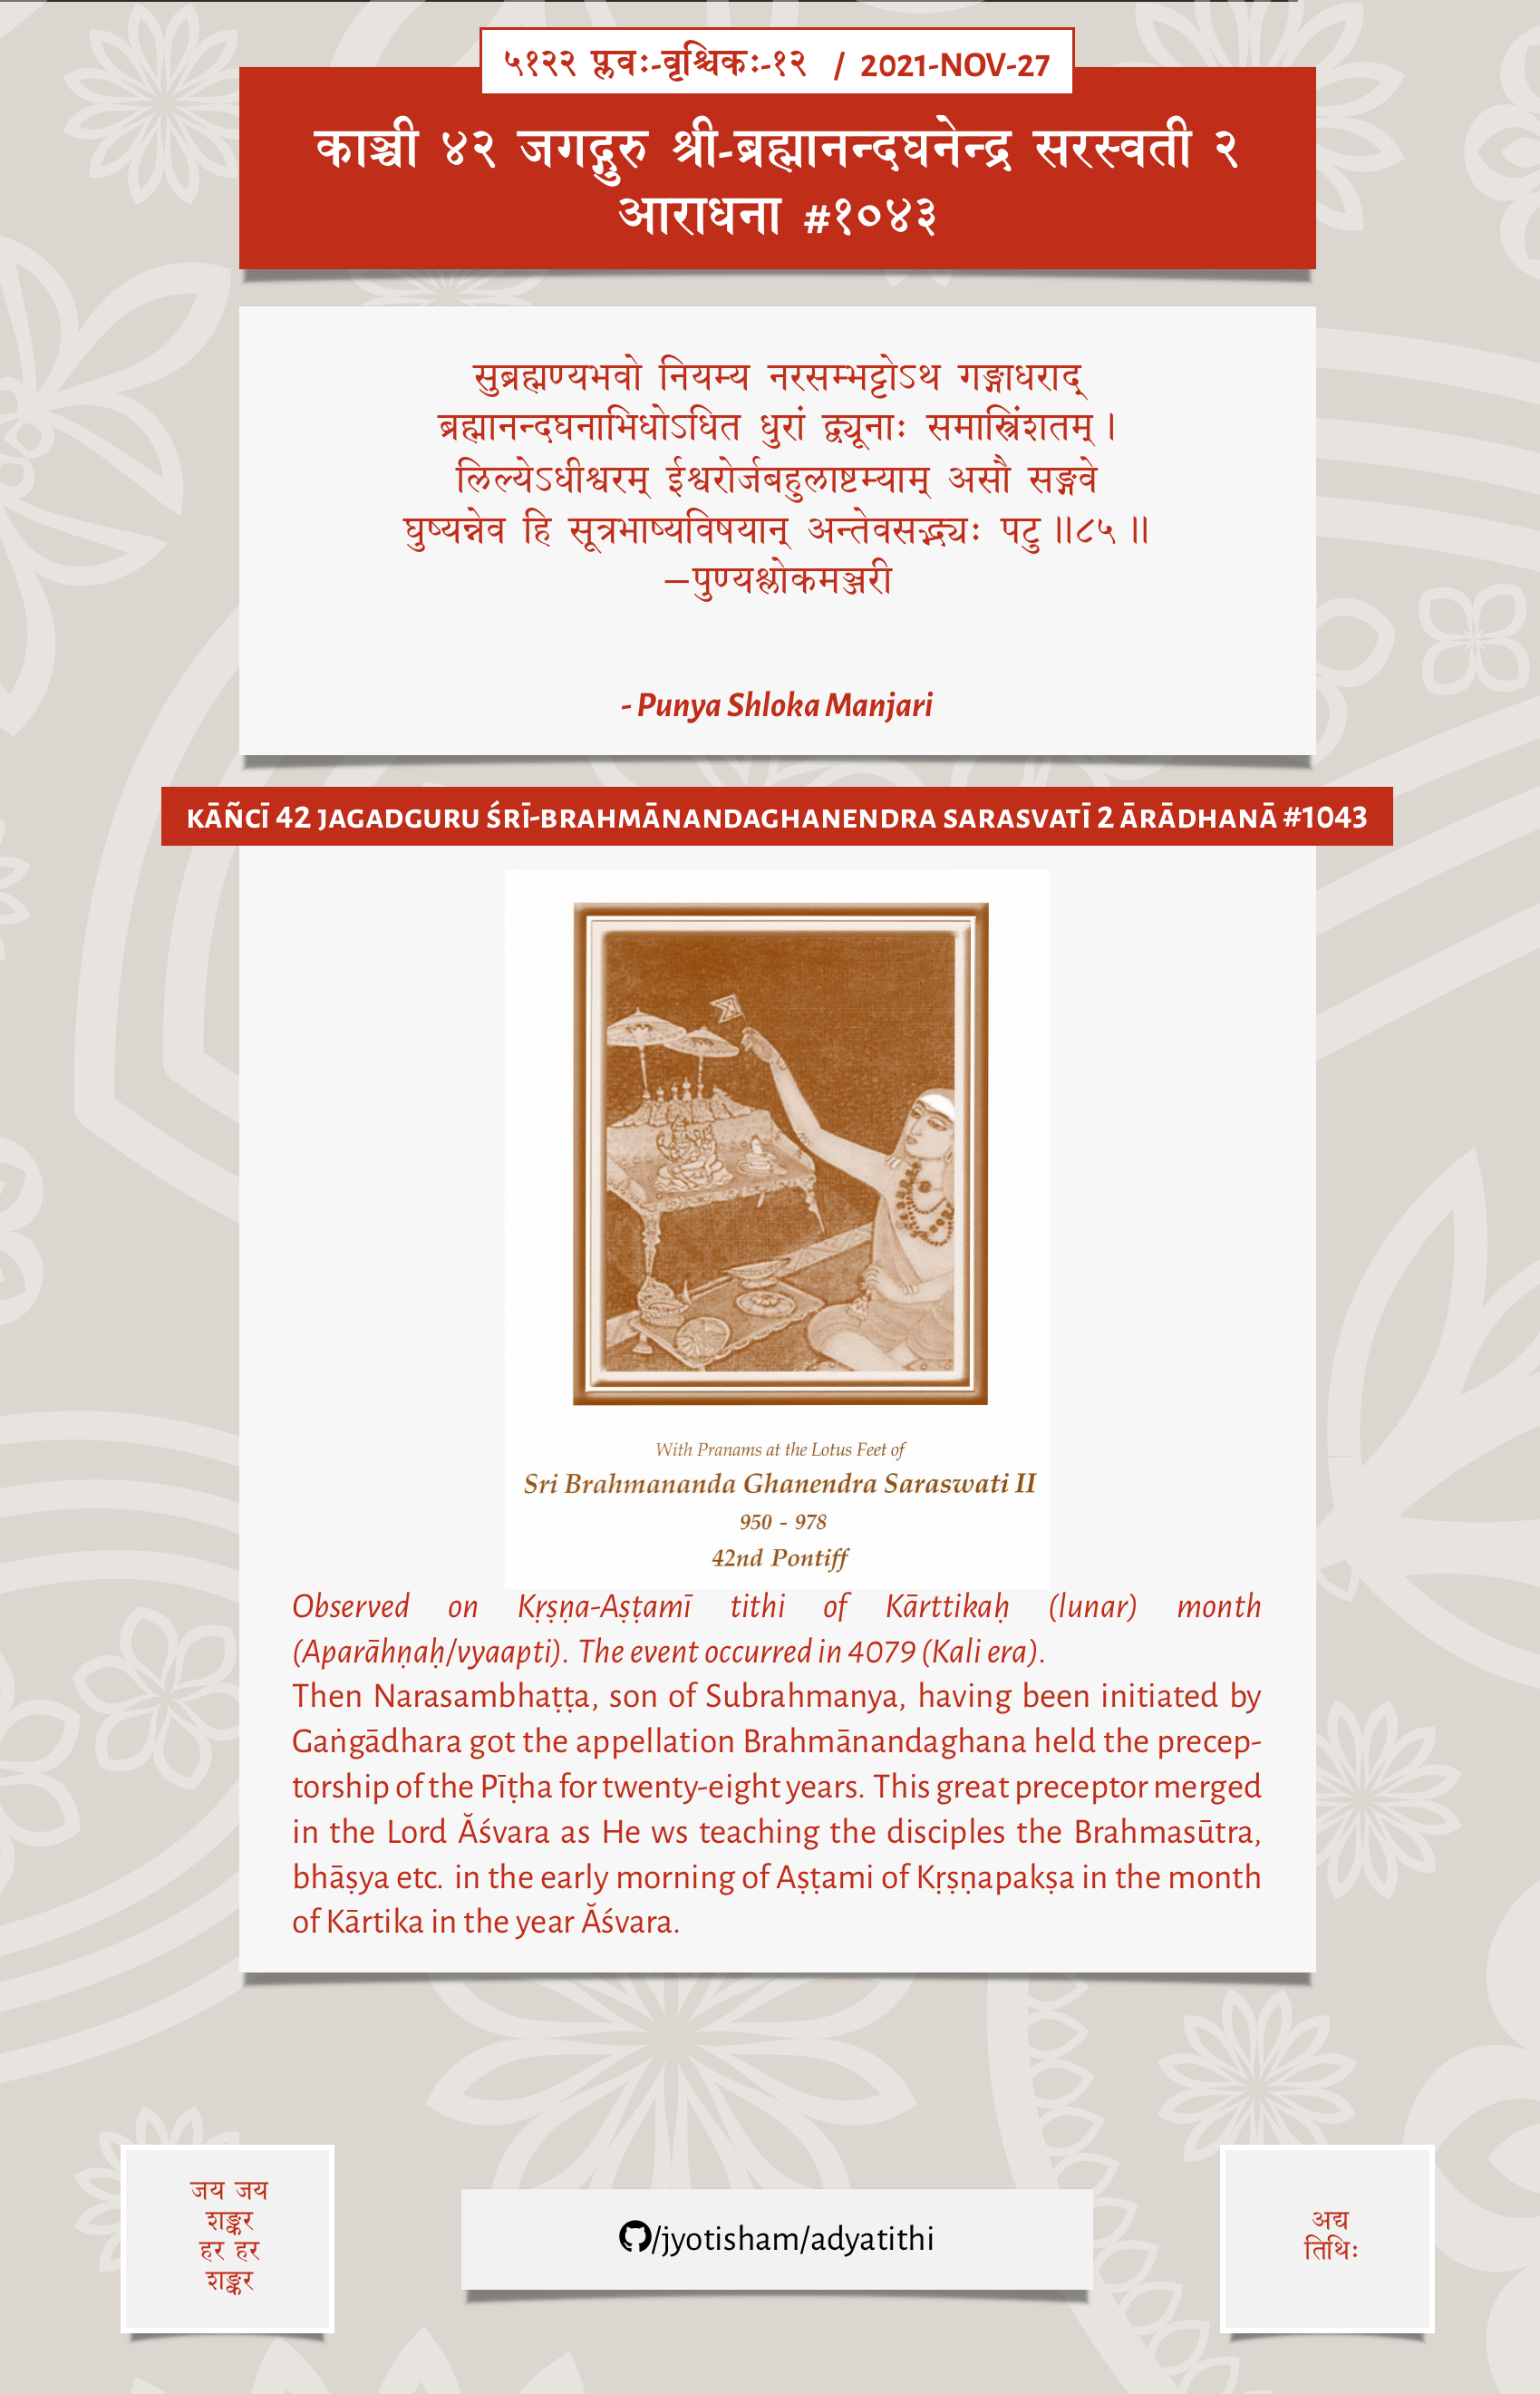 ५१२२ प्लवः-वृश्चिकः-१२ / 2021-NOV-27
काञ्ची ४२ जगद्गुरु श्री-ब्रह्मानन्दघनेन्द्र सरस्वती २
आराधना #१०४३
सुब्रह्मण्यभवो नियम्य नरसम्भट्टोऽथ गङ्गाधराद्
ब्रह्मानन्दघनाभिधोऽधित धुरां द्व्यूनाः समास्त्रिंशतम्।
लिल्येऽधीश्वरम् ईश्वरोर्जबहुलाष्टम्याम् असौ सङ्गवे
घुष्यन्नेव हि सूत्रभाष्यविषयान् अन्तेवसद्भ्यः पटु॥८५॥
—पुण्यश्लोकमञ्जरी
- Punya Shloka Manjari
KĀÑCĪ 42 JAGADGURU ŚRĪ-BRAHMĀNANDAGHANENDRA SARASVATĪ 2 ĀRĀDHANĀ #1043
With Pranams at the Lotus Feet of
Sri Brahmananda Ghanendra Saraswati II
950 - 978
42nd Pontiff
Observed on Kṛṣṇa-Aṣṭamī tithi of Kārttikaḥ (lunar) month
(Aparāhṇaḥ/vyaapti). The event occurred in 4079 (Kali era).
Then Narasambhaṭṭa, son of Subrahmanya, having been initiated by
Gaṅgādhara got the appellation Brahmānandaghana held the precep-
torship of the Pīṭha for twenty-eight years. This great preceptor merged
in the Lord Ăśvara as He ws teaching the disciples the Brahmasūtra,
bhāṣya etc. in the early morning of Aṣṭami of Kṛṣṇapakṣa in the month
of Kārtika in the year Ăśvara.
जय जय
शङ्कर
हर हर
शङ्कर
/jyotisham/adyatithi
अद्य
तिथिः